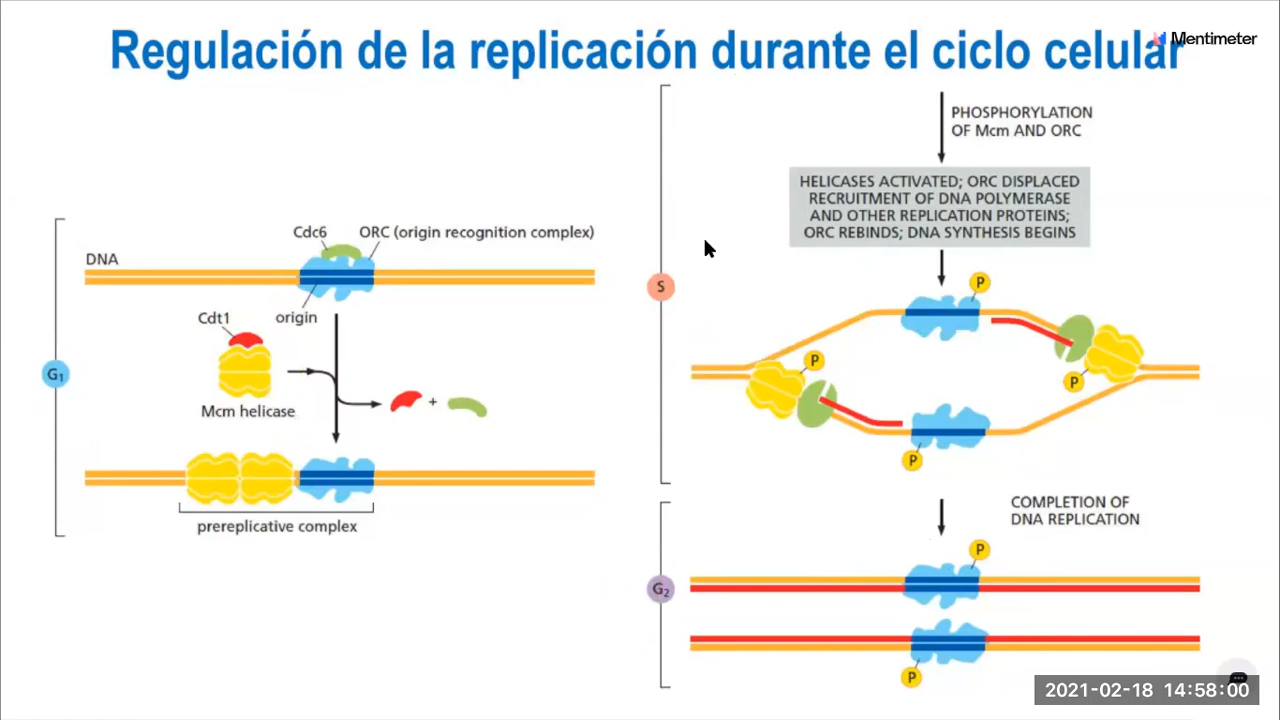 Regulación de la replicación durante el ciclo celular
Mentimeter
Cdc6
ORC (origin recognition complex)
DNA
origin
Cdt1
Mcm helicase
+
G1
prereplicative complex
PHOSPHORYLATION
OF Mcm AND ORC
HELICASES ACTIVATED; ORC DISPLACED
RECRUITMENT OF DNA POLYMERASE
AND OTHER REPLICATION PROTEINS;
ORC REBINDS; DNA SYNTHESIS BEGINS
S
P
P
P
P
COMPLETION OF
DNA REPLICATION
P
G2
P
2021-02-18 14:58:00